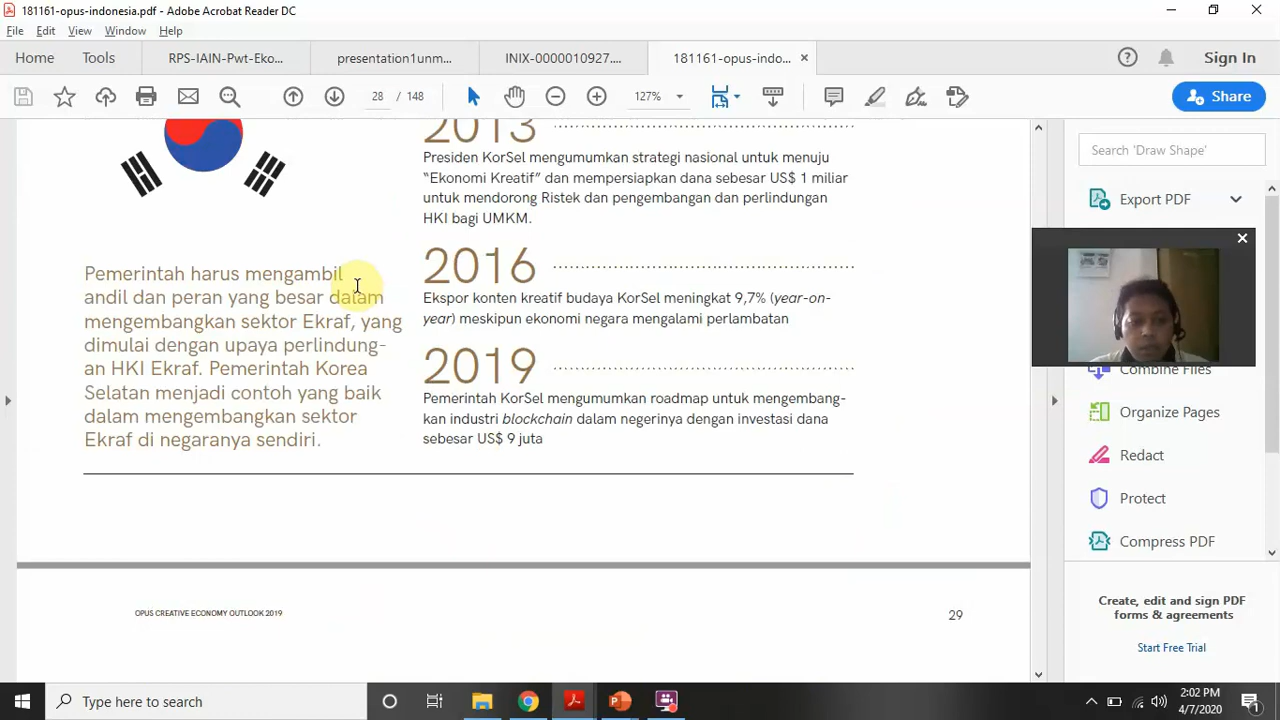 181161-opus-indonesia.pdf - Adobe Acrobat Reader DC
File Edit View Window Help
Home Tools RPS-IAIN-Pwt-Eko... presentation1unm... INIX-0000010927.... 181161-opus-indo...
Sign In
28 / 148
127%
Share
2013
Presiden KorSel mengumumkan strategi nasional untuk menuju
“Ekonomi Kreatif” dan mempersiapkan dana sebesar US$ 1 miliar
untuk mendorong Ristek dan pengembangan dan perlindungan
HKI bagi UMKM.
2016
Ekspor konten kreatif budaya KorSel meningkat 9,7% (year-on-
year) meskipun ekonomi negara mengalami perlambatan
2019
Pemerintah KorSel mengumumkan roadmap untuk mengembang-
kan industri blockchain dalam negerinya dengan investasi dana
sebesar US$ 9 juta
Pemerintah harus mengambil
andil dan peran yang besar dalam
mengembangkan sektor Ekraf, yang
dimulai dengan upaya perlindung-
an HKI Ekraf. Pemerintah Korea
Selatan menjadi contoh yang baik
dalam mengembangkan sektor
Ekraf di negaranya sendiri.
OPUS CREATIVE ECONOMY OUTLOOK 2019
29
Search 'Draw Shape'
Export PDF
Combine Files
Organize Pages
Redact
Protect
Compress PDF
Create, edit and sign PDF
forms & agreements
Start Free Trial
Type here to search
2:02 PM
4/7/2020
1